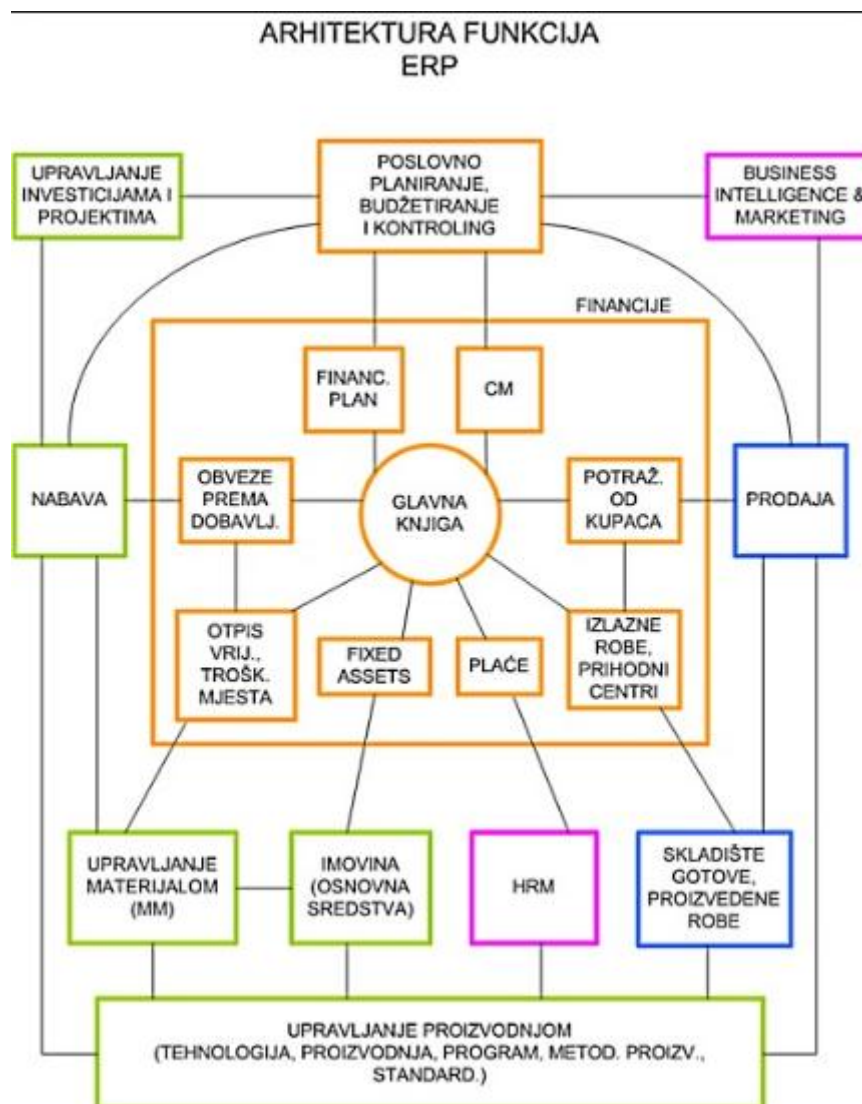 ARHITEKTURA FUNKCIJA
ERP
UPRAVLJANJE
INVESTICIJAMA I
PROJEKTIMA
POSLOVNO
PLANIRANJE,
BUDŽETIRANJE
I KONTROLING
BUSINESS
INTELLIGENCE &
MARKETING
FINANCIJE
FINANC.
PLAN
CM
NABAVA
OBVEZE
PREMA
DOBAVLJ.
GLAVNA
KNJIGA
POTRAŽ.
OD
KUPACA
PRODAJA
OTPIS
VRIJ.,
TROŠK.
MJESTA
FIXED
ASSETS
PLAĆE
IZLAZNE
ROBE,
PRIHODNI
CENTRI
UPRAVLJANJE
MATERIJALOM
(MM)
IMOVINA
(OSNOVNA
SREDSTVA)
HRM
SKLADIŠTE
GOTOVE,
PROIZVEDENE
ROBE
UPRAVLJANJE PROIZVODNJOM
(TEHNOLOGIJA, PROIZVODNJA, PROGRAM, METOD. PROIZV.,
STANDARD.)